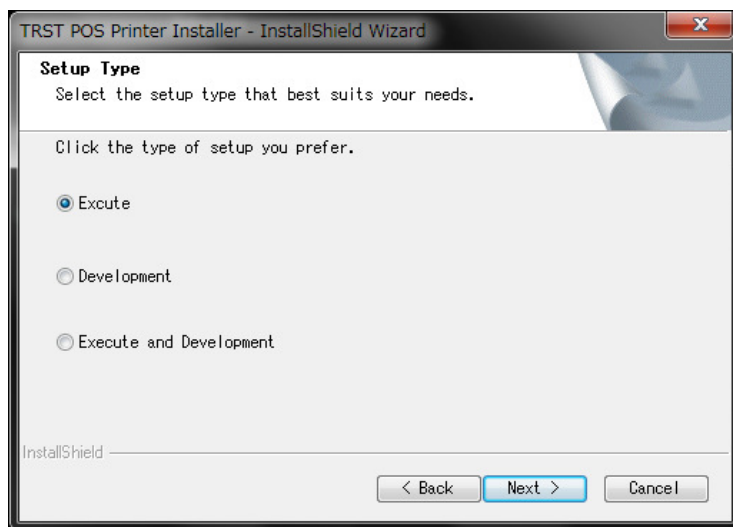 TRST POS Printer Installer - InstallShield Wizard
Setup Type
Select the setup type that best suits your needs.
Click the type of setup you prefer.
Excute
Development
Execute and Development
InstallShield
< Back
Next >
Cancel